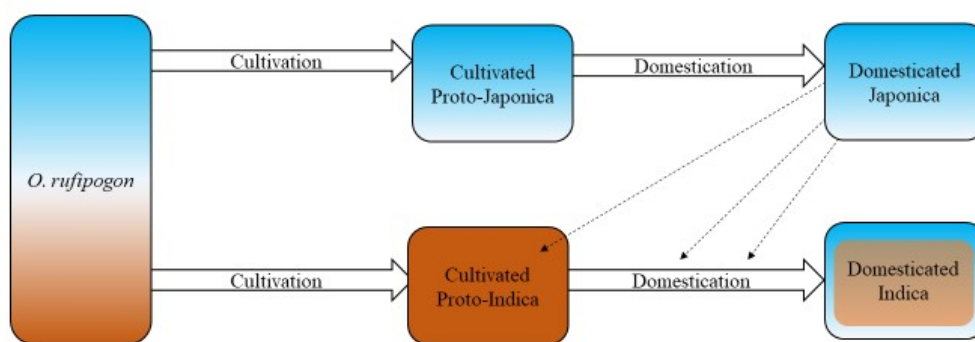 Cultivation
Cultivated
Proto-Japonica
Domestication
Domesticated
Japonica
O. rufipogon
Cultivation
Cultivated
Proto-Indica
Domestication
Domesticated
Indica